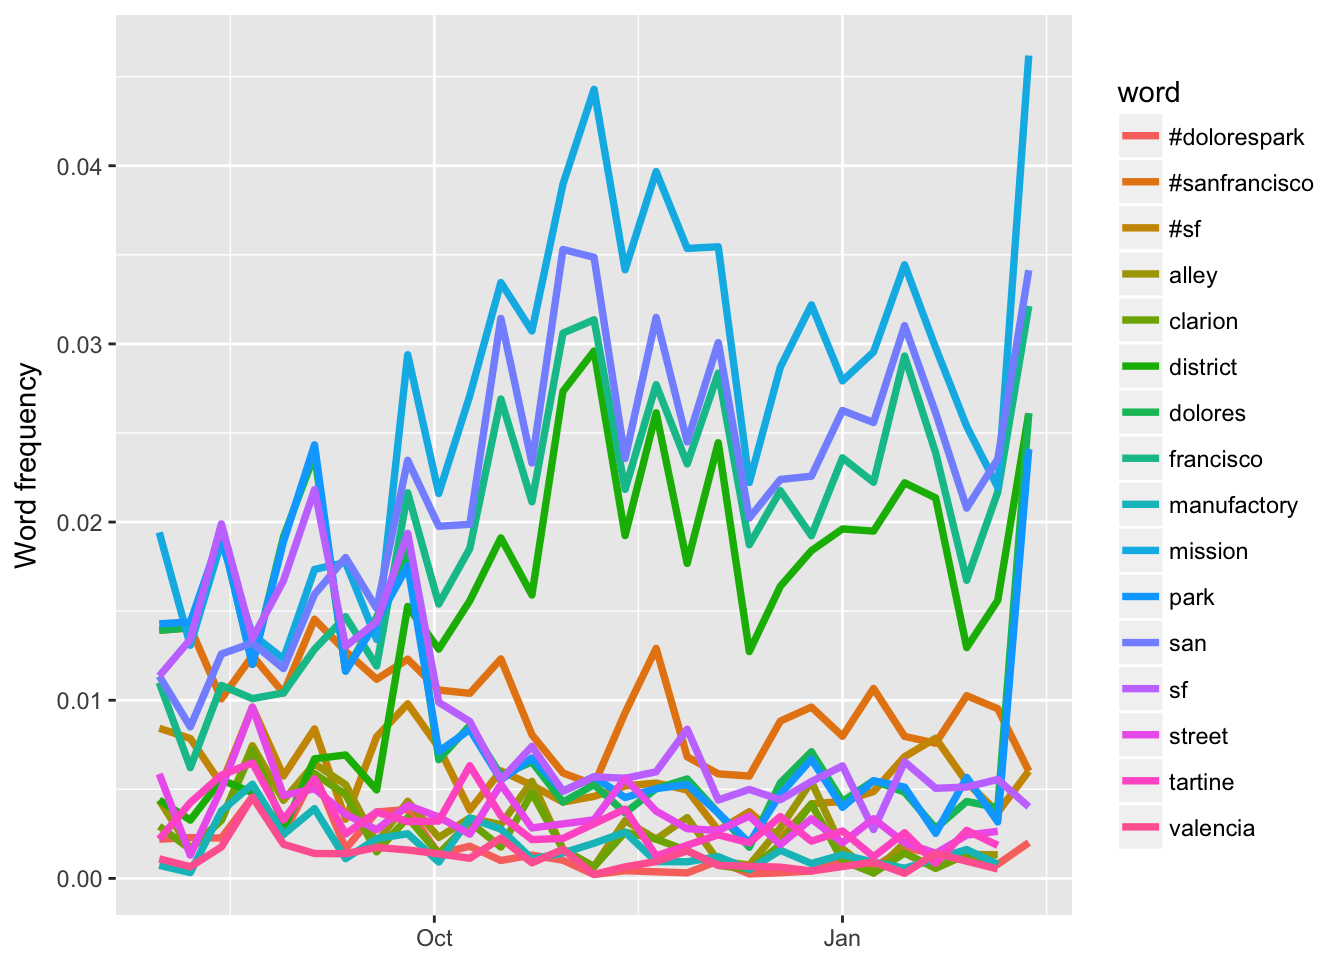 Word frequency
0.04
0.03
0.02
0.01
0.00
Oct
Jan
word
#dolorespark
#sanfrancisco
#sf
alley
clarion
district
dolores
francisco
manufactory
mission
park
san
sf
street
tartine
valencia